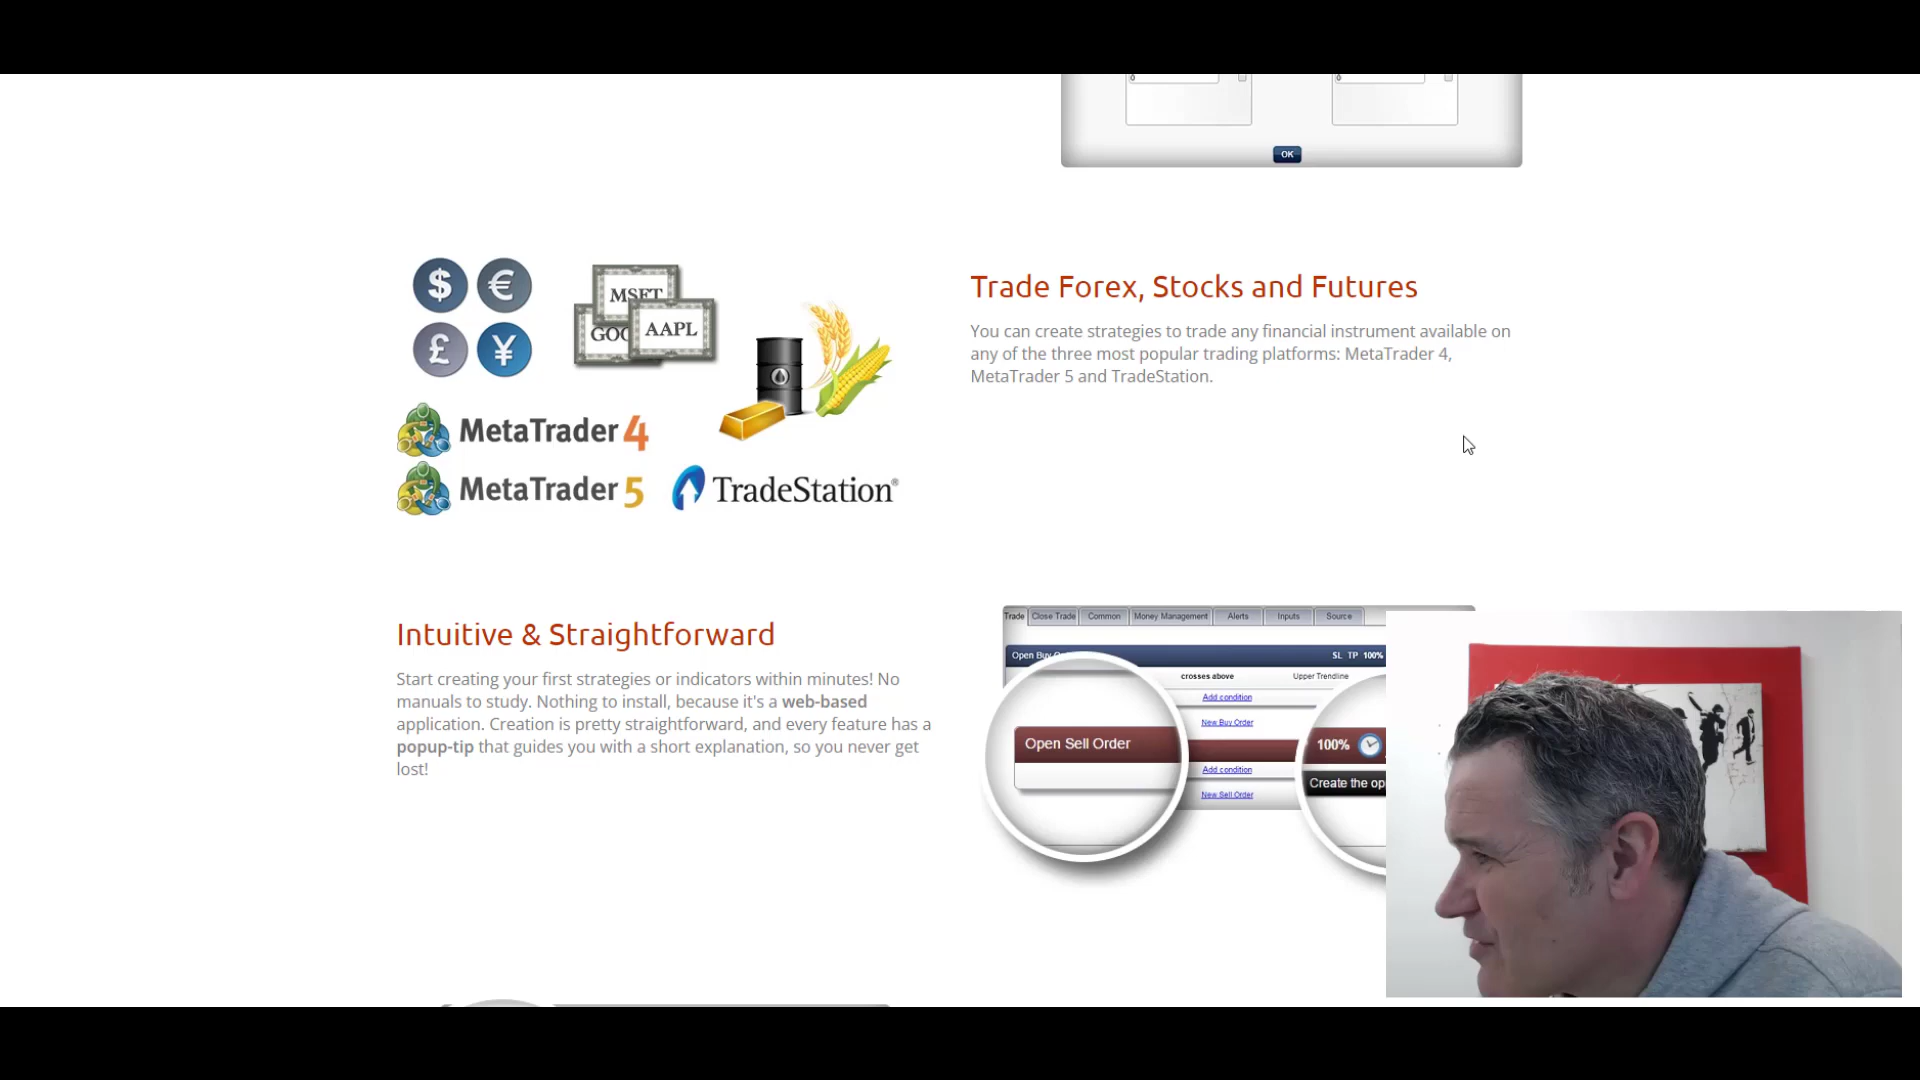 0
0
OK
$
€
£
¥
MSFT
AAPL
MetaTrader 4
MetaTrader 5
TradeStation®
Trade Forex, Stocks and Futures
You can create strategies to trade any financial instrument available on
any of the three most popular trading platforms: MetaTrader 4,
MetaTrader 5 and TradeStation.
Intuitive & Straightforward
Start creating your first strategies or indicators within minutes! No
manuals to study. Nothing to install, because it's a web-based
application. Creation is pretty straightforward, and every feature has a
popup-tip that guides you with a short explanation, so you never get
lost!
Trade Close Trade Common Money Management Alerts Inputs Source
Open Buy SL TP 100%
crosses above Upper Trendline
Add condition
New Buy Order
Open Sell Order
100%
Add condition
Create the
New Sell Order